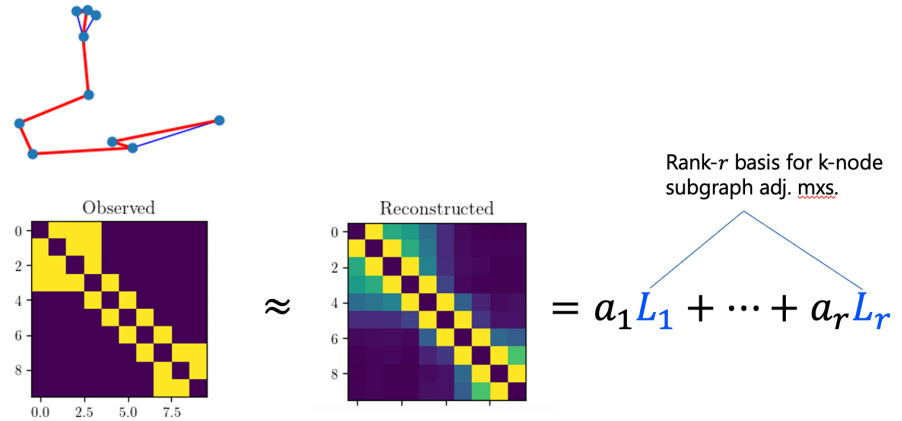 Rank-r basis for k-node
subgraph adj. mxs.
Observed
Reconstructed
0
2
4
6
8
0.0 2.5 5.0 7.5
≈
0
2
4
6
8
= a₁L₁ + ⋯ + aᵣLᵣ